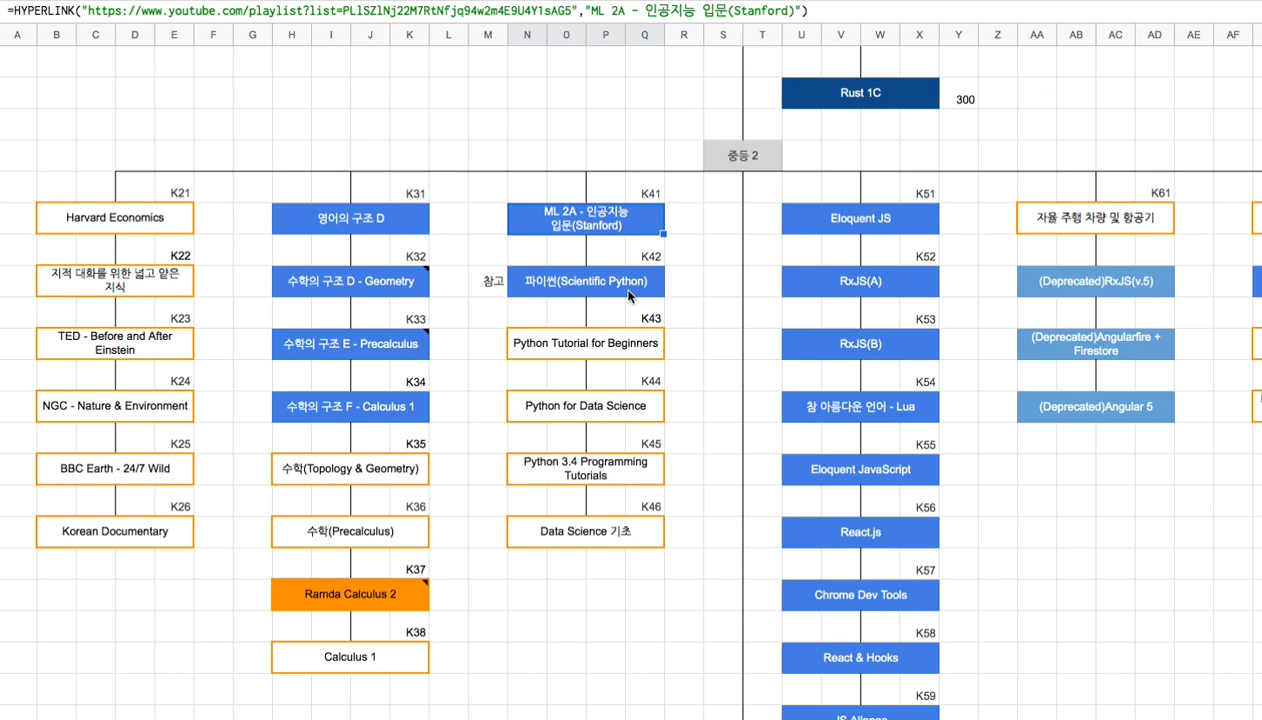 =HYPERLINK("https://www.youtube.com/playlist?list=PLlSZlNj22M7RtNfjq94w2m4E9U4Y1sAG5","ML 2A - 인공지능 입문(Stanford)")
A B C D E F G H I J K L M N O P Q R S T U V W X Y Z AA AB AC AD AE AF
Rust 1C
300
중등 2
K21 K31 K41 K51 K61
Harvard Economics
영어의 구조 D
ML 2A - 인공지능
입문(Stanford)
Eloquent JS
자율 주행 차량 및 항공기
K22 K32 K42 K52
지적 대화를 위한 넓고 얕은
지식
수학의 구조 D - Geometry
참고
파이썬(Scientific Python)
RxJS(A)
(Deprecated)RxJS(v.5)
K23 K33 K43 K53
TED - Before and After
Einstein
수학의 구조 E - Precalculus
Python Tutorial for Beginners
RxJS(B)
(Deprecated)Angularfire +
Firestore
K24 K34 K44 K54
NGC - Nature & Environment
수학의 구조 F - Calculus 1
Python for Data Science
참 아름다운 언어 - Lua
(Deprecated)Angular 5
K25 K35 K45 K55
BBC Earth - 24/7 Wild
수학(Topology & Geometry)
Python 3.4 Programming
Tutorials
Eloquent JavaScript
K26 K36 K46 K56
Korean Documentary
수학(Precalculus)
Data Science 기초
React.js
K37 K57
Ramda Calculus 2
Chrome Dev Tools
K38 K58
Calculus 1
React & Hooks
K59